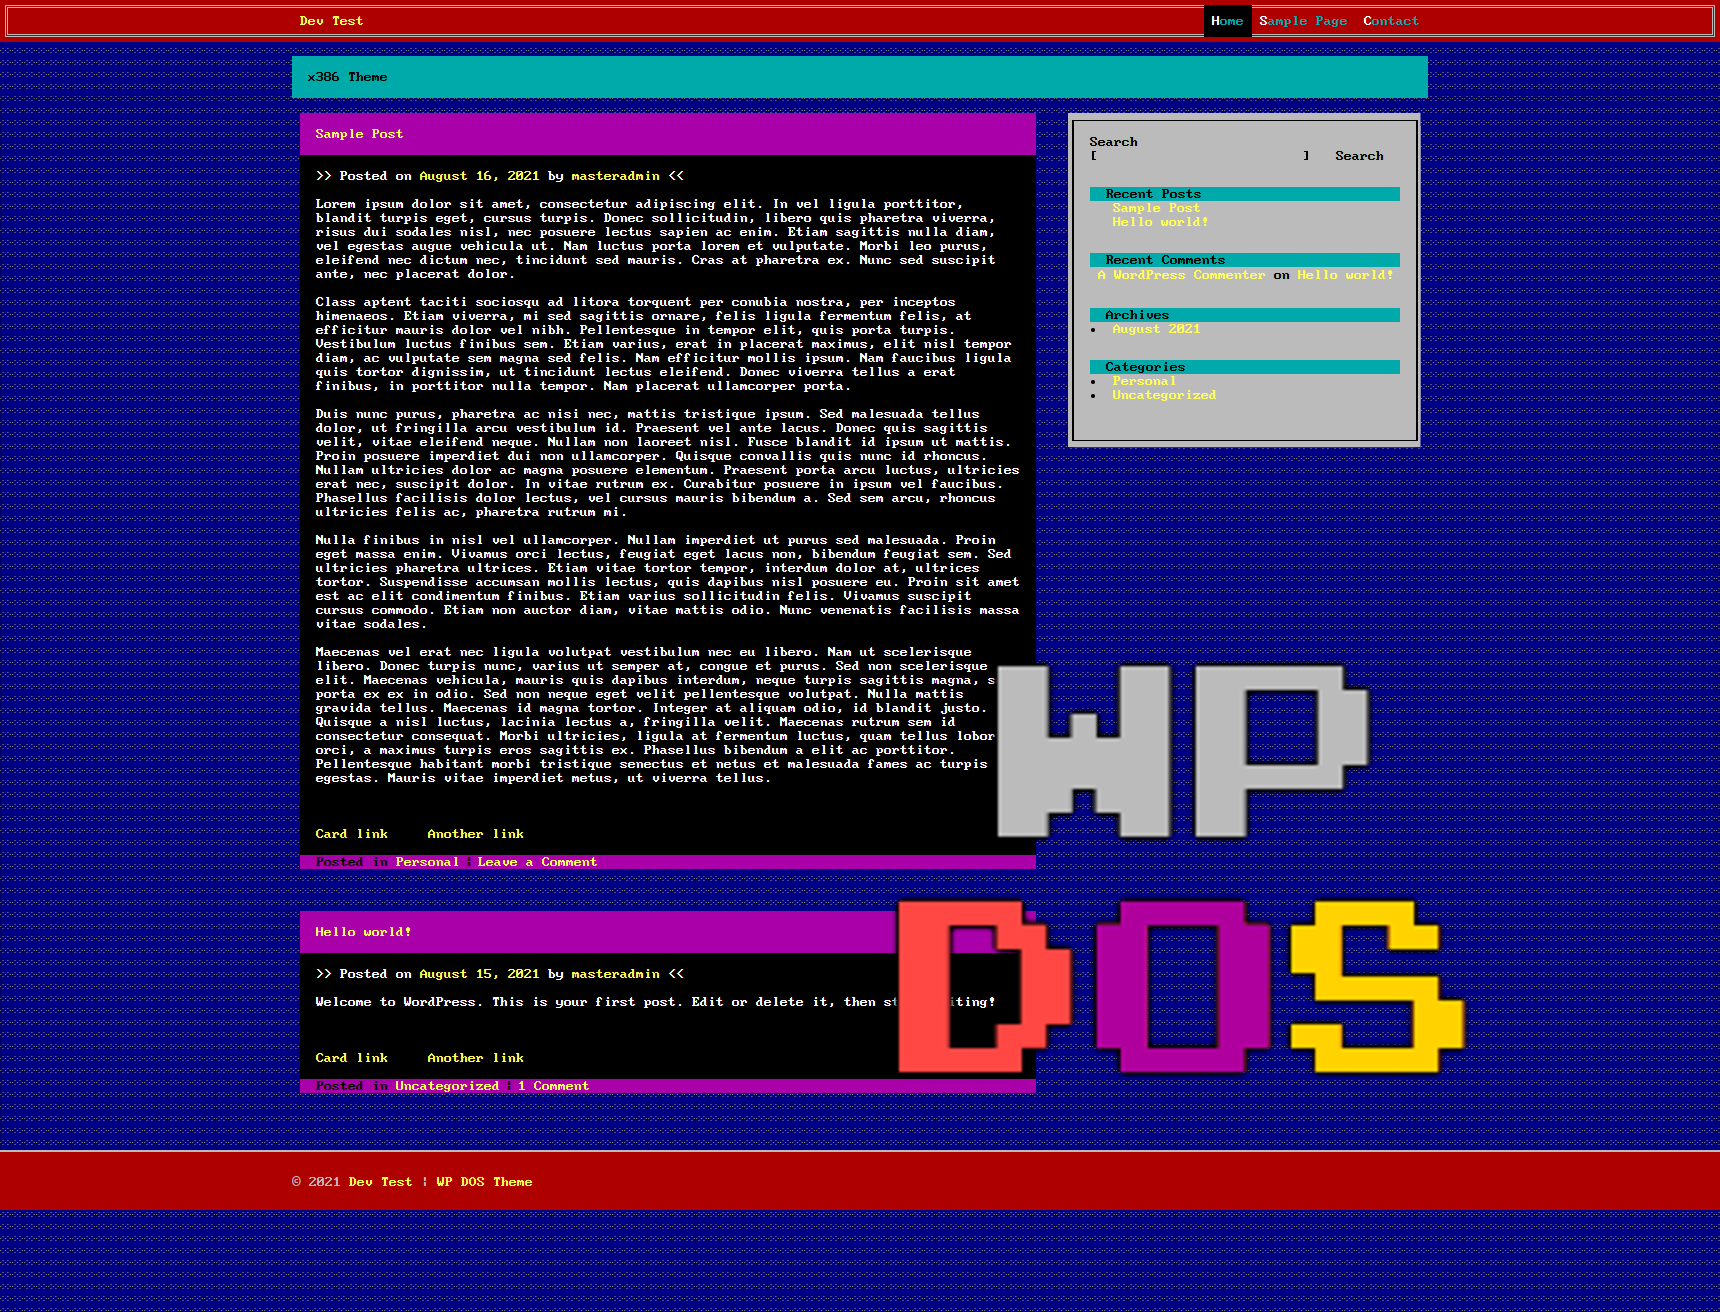 Dev Test
Home Sample Page Contact
x386 Theme
Sample Post
>> Posted on August 16, 2021 by masteradmin <<
Lorem ipsum dolor sit amet, consectetur adipiscing elit. In vel ligula porttitor,
blandit turpis eget, cursus turpis. Donec sollicitudin, libero quis pharetra viverra,
risus dui sodales nisl, nec posuere lectus sapien ac enim. Etiam sagittis nulla diam,
vel egestas augue vehicula ut. Nam luctus porta lorem et vulputate. Morbi leo purus,
eleifend nec dictum nec, tincidunt sed mauris. Cras at pharetra ex. Nunc sed suscipit
ante, nec placerat dolor.
Class aptent taciti sociosqu ad litora torquent per conubia nostra, per inceptos
himenaeos. Etiam viverra, mi sed sagittis ornare, felis ligula fermentum felis, at
efficitur mauris dolor vel nibh. Pellentesque in tempor elit, quis porta turpis.
Vestibulum luctus finibus sem. Etiam varius, erat in placerat maximus, elit nisl tempor
diam, ac vulputate sem magna sed felis. Nam efficitur mollis ipsum. Nam faucibus ligula
quis tortor dignissim, ut tincidunt lectus eleifend. Donec viverra tellus a erat
finibus, in porttitor nulla tempor. Nam placerat ullamcorper porta.
Duis nunc purus, pharetra ac nisi nec, mattis tristique ipsum. Sed malesuada tellus
dolor, ut fringilla arcu vestibulum id. Praesent vel ante lacus. Donec quis sagittis
velit, vitae eleifend neque. Nullam non laoreet nisl. Fusce blandit id ipsum ut mattis.
Proin posuere imperdiet dui non ullamcorper. Quisque convallis quis nunc id rhoncus.
Nullam ultricies dolor ac magna posuere elementum. Praesent porta arcu luctus, ultricies
erat nec, suscipit dolor. In vitae rutrum ex. Curabitur posuere in ipsum vel faucibus.
Phasellus facilisis dolor lectus, vel cursus mauris bibendum a. Sed sem arcu, rhoncus
ultricies felis ac, pharetra rutrum mi.
Nulla finibus in nisl vel ullamcorper. Nullam imperdiet ut purus sed malesuada. Proin
eget massa enim. Vivamus orci lectus, feugiat eget lacus non, bibendum feugiat sem. Sed
ultricies pharetra ultrices. Etiam vitae tortor tempor, interdum dolor at, ultrices
tortor. Suspendisse accumsan mollis lectus, quis dapibus nisl posuere eu. Proin sit amet
est ac elit condimentum finibus. Etiam varius sollicitudin felis. Vivamus suscipit
cursus commodo. Etiam non auctor diam, vitae mattis odio. Nunc venenatis facilisis massa
vitae sodales.
Maecenas vel erat nec ligula volutpat vestibulum nec eu libero. Nam ut scelerisque
libero. Donec turpis nunc, varius ut semper at, congue et purus. Sed non scelerisque
elit. Maecenas vehicula, mauris quis dapibus interdum, neque turpis sagittis magna,
porta ex ex in odio. Sed non neque eget velit pellentesque volutpat. Nulla mattis
gravida tellus. Maecenas id magna tortor. Integer at aliquam odio, id blandit justo.
Quisque a nisl luctus, lacinia lectus a, fringilla velit. Maecenas rutrum sem id
consectetur consequat. Morbi ultricies, ligula at fermentum luctus, quam tellus
orci, a maximus turpis eros sagittis ex. Phasellus bibendum a elit ac porttitor.
Pellentesque habitant morbi tristique senectus et netus et malesuada fames ac turpis
egestas. Mauris vitae imperdiet metus, ut viverra tellus.
Card link Another link
Posted in Personal | Leave a Comment
Hello world!
>> Posted on August 15, 2021 by masteradmin <<
Welcome to WordPress. This is your first post. Edit or delete it, then
Card link Another link
Posted in Uncategorized | 1 Comment
Search
[ ] Search
Recent Posts
Sample Post
Hello world!
Recent Comments
A WordPress Commenter on Hello world!
Archives
• August 2021
Categories
• Personal
• Uncategorized
WP
DOS
© 2021 Dev Test | WP DOS Theme